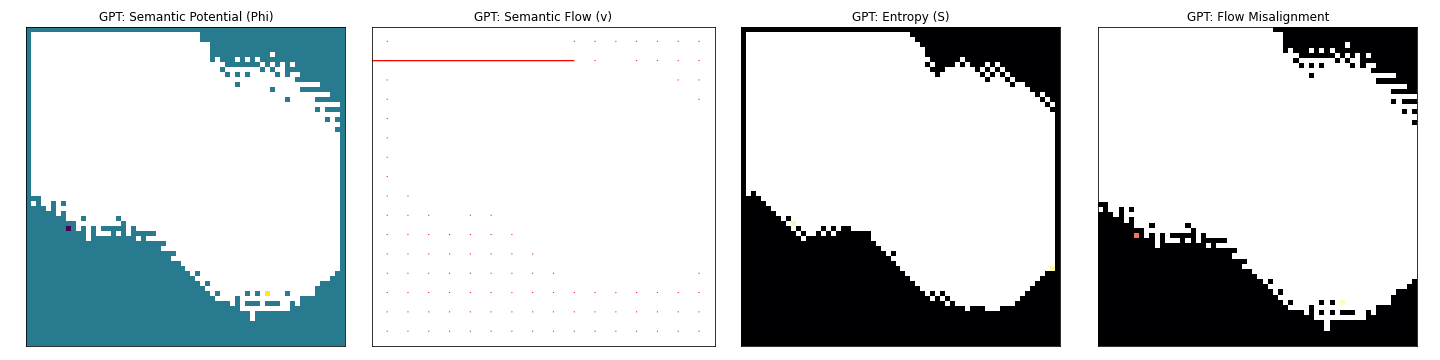 GPT: Semantic Potential (Phi)
GPT: Semantic Flow (v)
GPT: Entropy (S)
GPT: Flow Misalignment